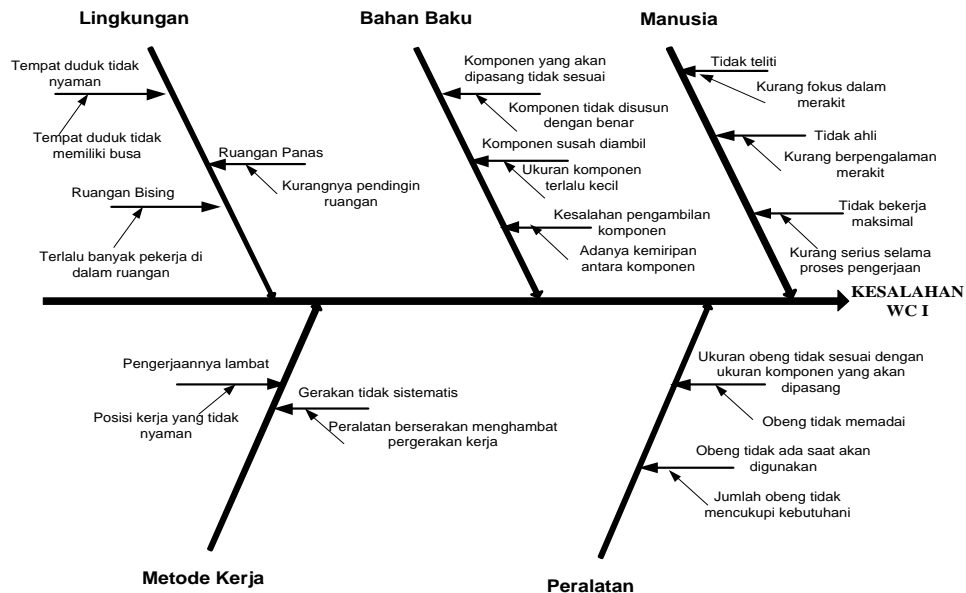 Lingkungan
Bahan Baku
Manusia
Tempat duduk tidak
nyaman
Tempat duduk tidak
memiliki busa
Ruangan Panas
Kurangnya pendingin
ruangan
Ruangan Bising
Terlalu banyak pekerja di
dalam ruangan
Komponen yang akan
dipasang tidak sesuai
Komponen tidak disusun
dengan benar
Komponen susah diambil
Ukuran komponen
terlalu kecil
Kesalahan pengambilan
komponen
Adanya kemiripan
antara komponen
Tidak teliti
Kurang fokus dalam
merakit
Tidak ahli
Kurang berpengalaman
merakit
Tidak bekerja
maksimal
Kurang serius selama
proses pengerjaan
KESALAHAN
WC I
Pengerjaannya lambat
Posisi kerja yang tidak
nyaman
Gerakan tidak sistematis
Peralatan berserakan menghambat
pergerakan kerja
Ukuran obeng tidak sesuai dengan
ukuran komponen yang akan
dipasang
Obeng tidak memadai
Obeng tidak ada saat akan
digunakan
Jumlah obeng tidak
mencukupi kebutuhani
Metode Kerja
Peralatan